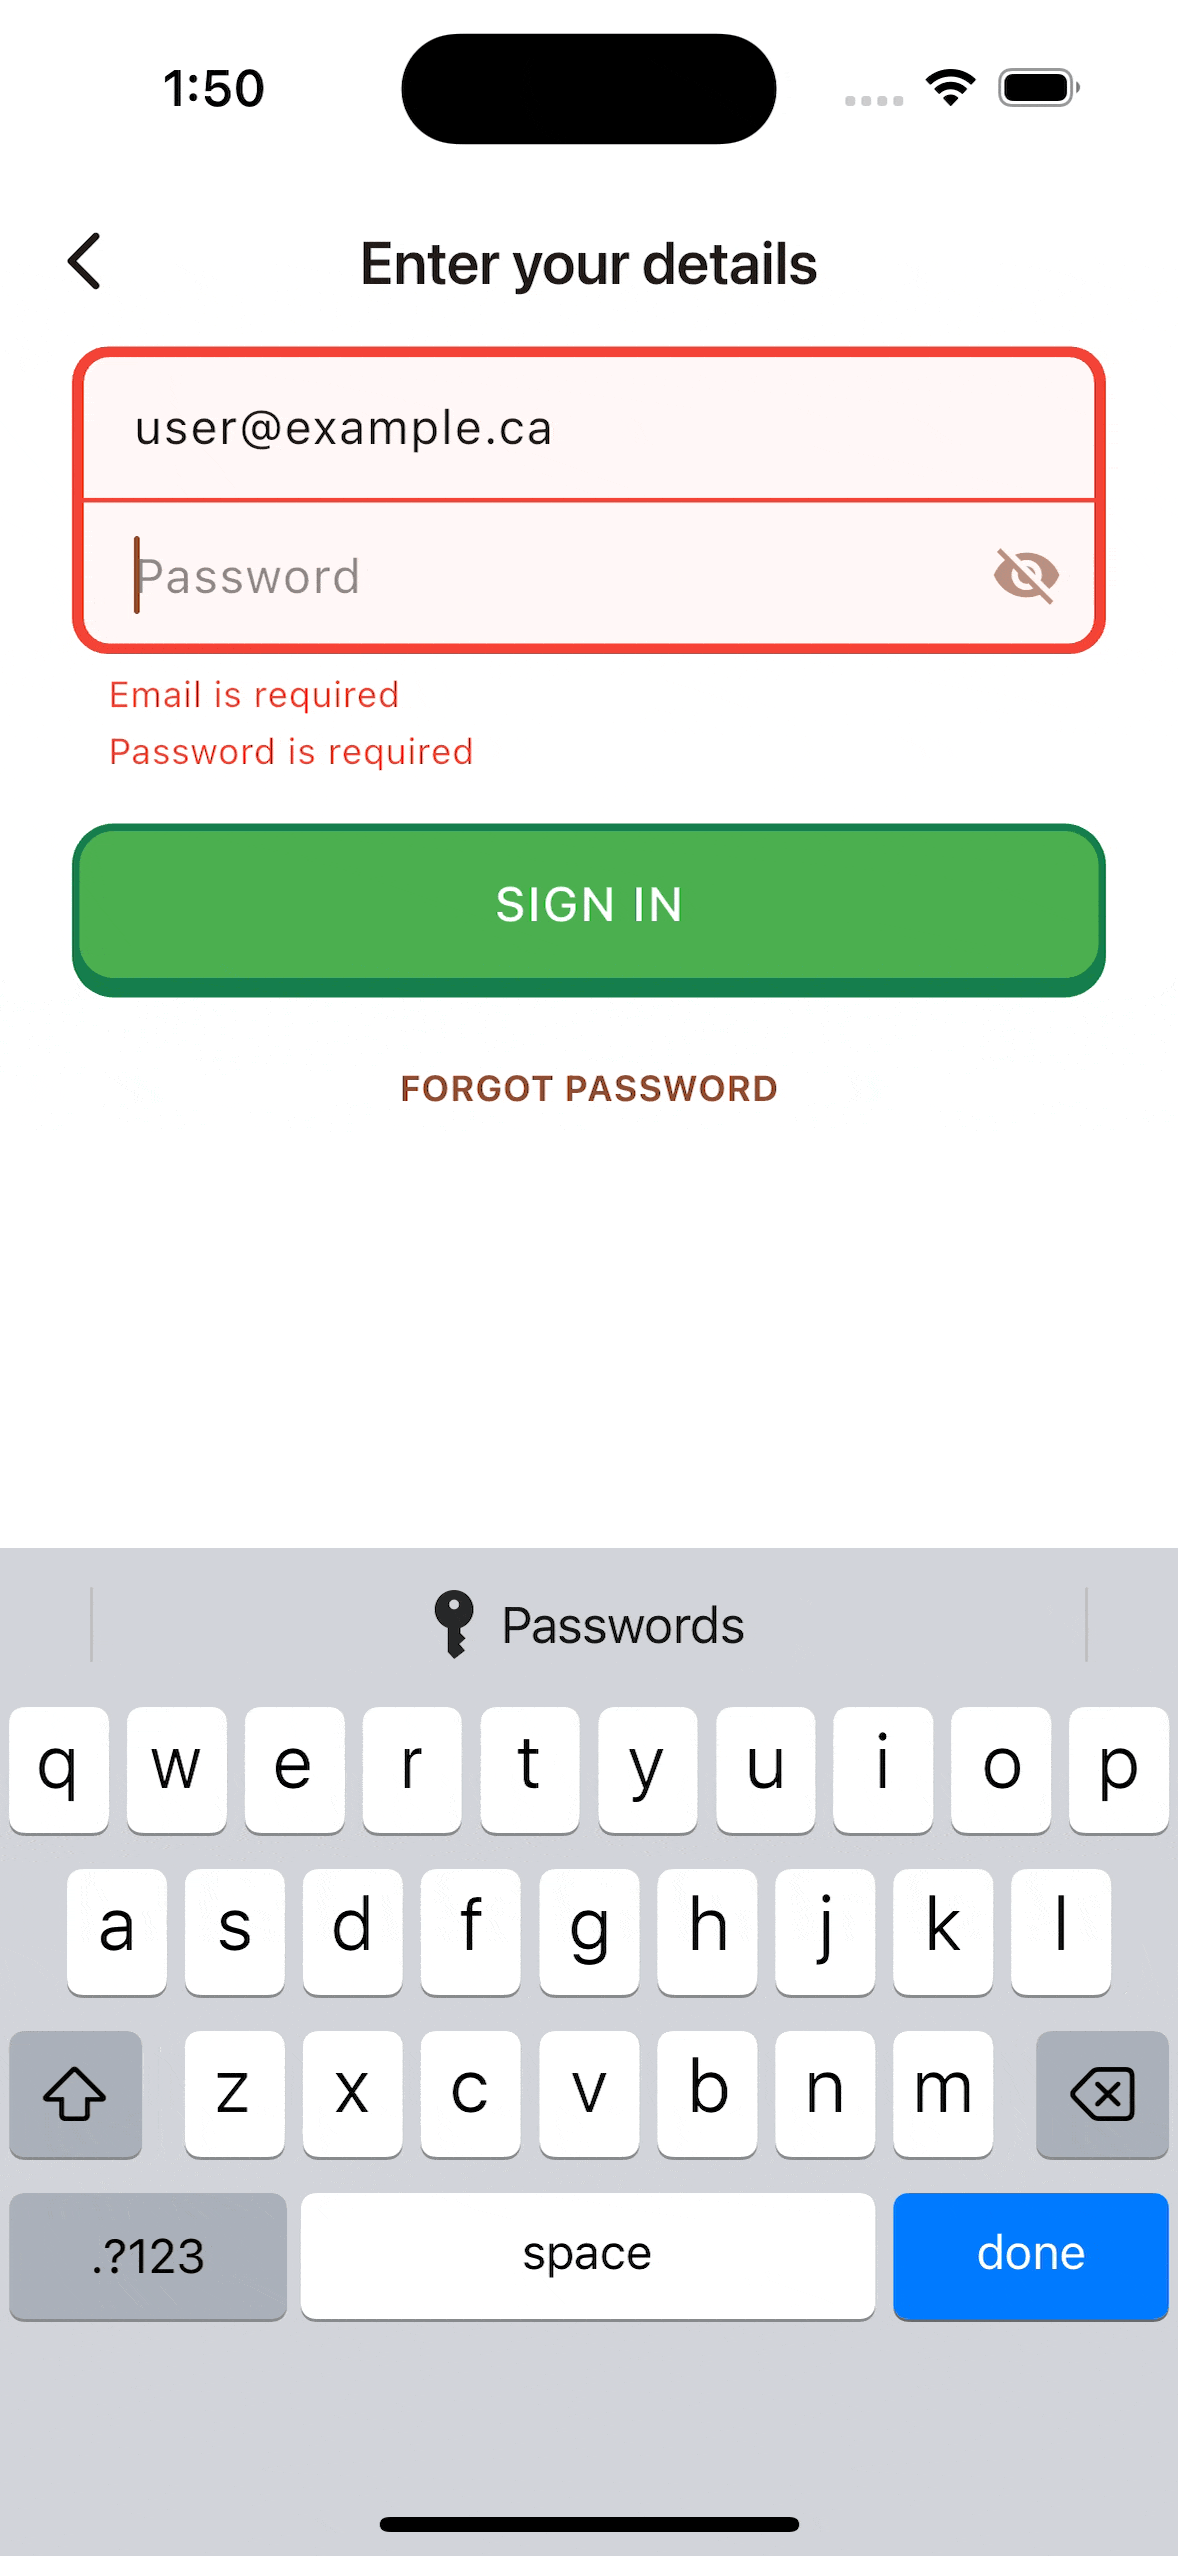 1:50
Enter your details
user@example.ca
Password
Email is required
Password is required
SIGN IN
FORGOT PASSWORD
Passwords
q w e r t y u i o p
a s d f g h j k l
z x c v b n m
.?123 space done